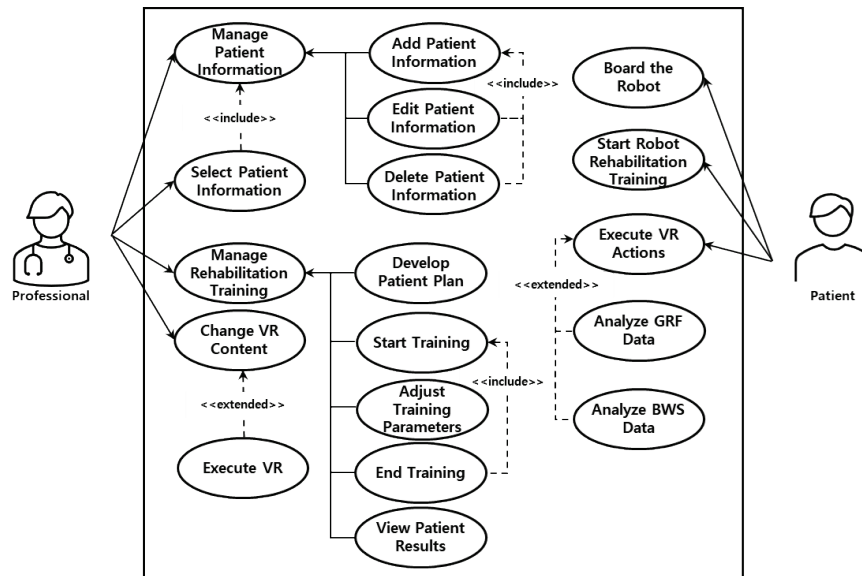 Manage
Patient
Information
Add Patient
Information
<<include>>
Board the
Robot
<<include>>
Edit Patient
Information
Start Robot
Rehabilitation
Training
Select Patient
Information
Delete Patient
Information
Professional
Manage
Rehabilitation
Training
Develop
Patient Plan
Execute VR
Actions
Patient
<<extended>>
Change VR
Content
Start Training
Analyze GRF
Data
<<include>>
<<extended>>
Adjust
Training
Parameters
Analyze BWS
Data
Execute VR
End Training
View Patient
Results